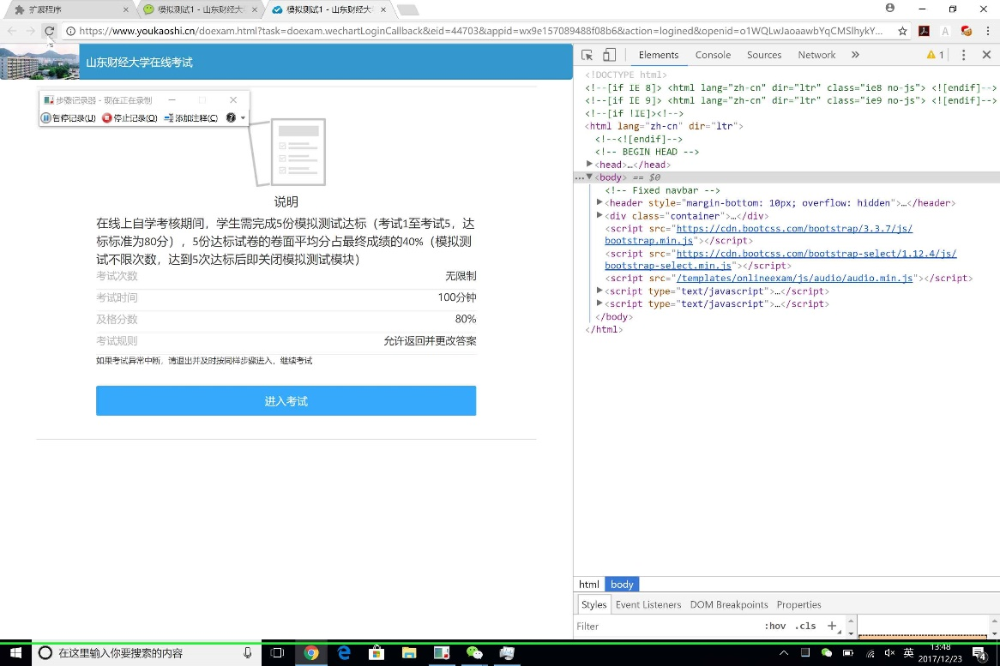 扩展程序
模拟测试1 - 山东财经大
模拟测试1 - 山东财经大
https://www.youkaoshi.cn/doexam.html?task=doexam.wechartLoginCallback&eid=44703&appid=wx9e157089488f08b6&action=logined&openid=o1WQLwJaoaawbYqCMSlhykY...
山东财经大学在线考试
步骤记录器 - 现在正在录制
暂停记录(U) 停止记录(O) 添加注释(C)
说明
在线上自学考核期间，学生需完成5份模拟测试达标（考试1至考试5，达
标标准为80分），5份达标试卷的卷面平均分占最终成绩的40%（模拟测
试不限次数，达到5次达标后即关闭模拟测试模块）
考试次数 无限制
考试时间 100分钟
及格分数 80%
考试规则 允许返回并更改答案
如果考试异常中断，请退出并及时按同样步骤进入，继续考试
进入考试
Elements Console Sources Network » 1
<!DOCTYPE html>
<!--[if IE 8]> <html lang="zh-cn" dir="ltr" class="ie8 no-js"> <![endif]-->
<!--[if IE 9]> <html lang="zh-cn" dir="ltr" class="ie9 no-js"> <![endif]-->
<!--[if !IE]><!-->
<html lang="zh-cn" dir="ltr">
<!--<![endif]-->
<!-- BEGIN HEAD -->
<head>…</head>
<body> == $0
<!-- Fixed navbar -->
<header style="margin-bottom: 10px; overflow: hidden">…</header>
<div class="container">…</div>
<script src="https://cdn.bootcss.com/bootstrap/3.3.7/js/
bootstrap.min.js"></script>
<script src="https://cdn.bootcss.com/bootstrap-select/1.12.4/js/
bootstrap-select.min.js"></script>
<script src="/templates/onlineexam/js/audio/audio.min.js"></script>
<script type="text/javascript">…</script>
<script type="text/javascript">…</script>
</body>
</html>
html body
Styles Event Listeners DOM Breakpoints Properties
Filter :hov .cls +
在这里输入你要搜索的内容
英
13:48
2017/12/23
4